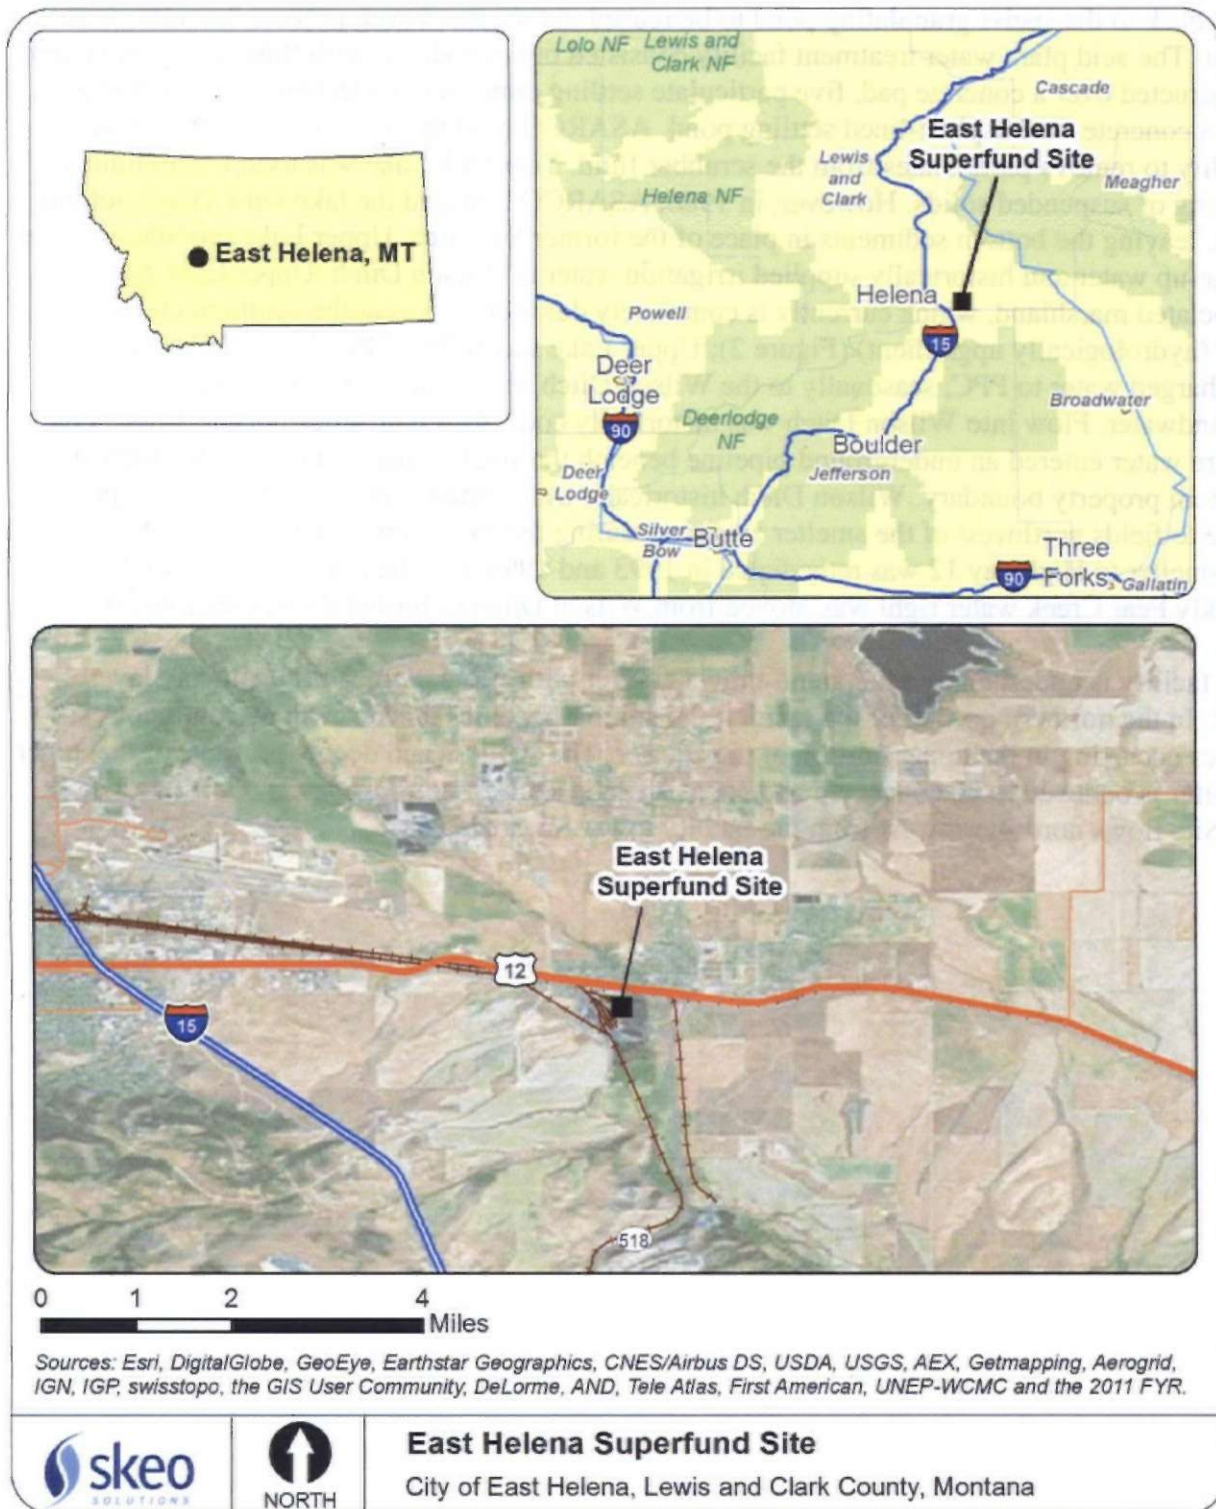 East Helena, MT
Lolo NF
Lewis and
Clark NF
Cascade
East Helena
Superfund Site
Lewis
and
Clark
Meagher
Helena NF
Helena
15
Powell
Deer
Lodge
90
Deerlodge
NF
Broadwater
Boulder
Jefferson
Deer
Lodge
Silver
Bow
Butte
Three
Forks
90
Gallatin
East Helena
Superfund Site
12
15
518
0 1 2 4
Miles
Sources: Esri, DigitalGlobe, GeoEye, Earthstar Geographics, CNES/Airbus DS, USDA, USGS, AEX, Getmapping, Aerogrid,
IGN, IGP, swisstopo, the GIS User Community, DeLorme, AND, Tele Atlas, First American, UNEP-WCMC and the 2011 FYR.
skeo
SOLUTIONS
NORTH
East Helena Superfund Site
City of East Helena, Lewis and Clark County, Montana